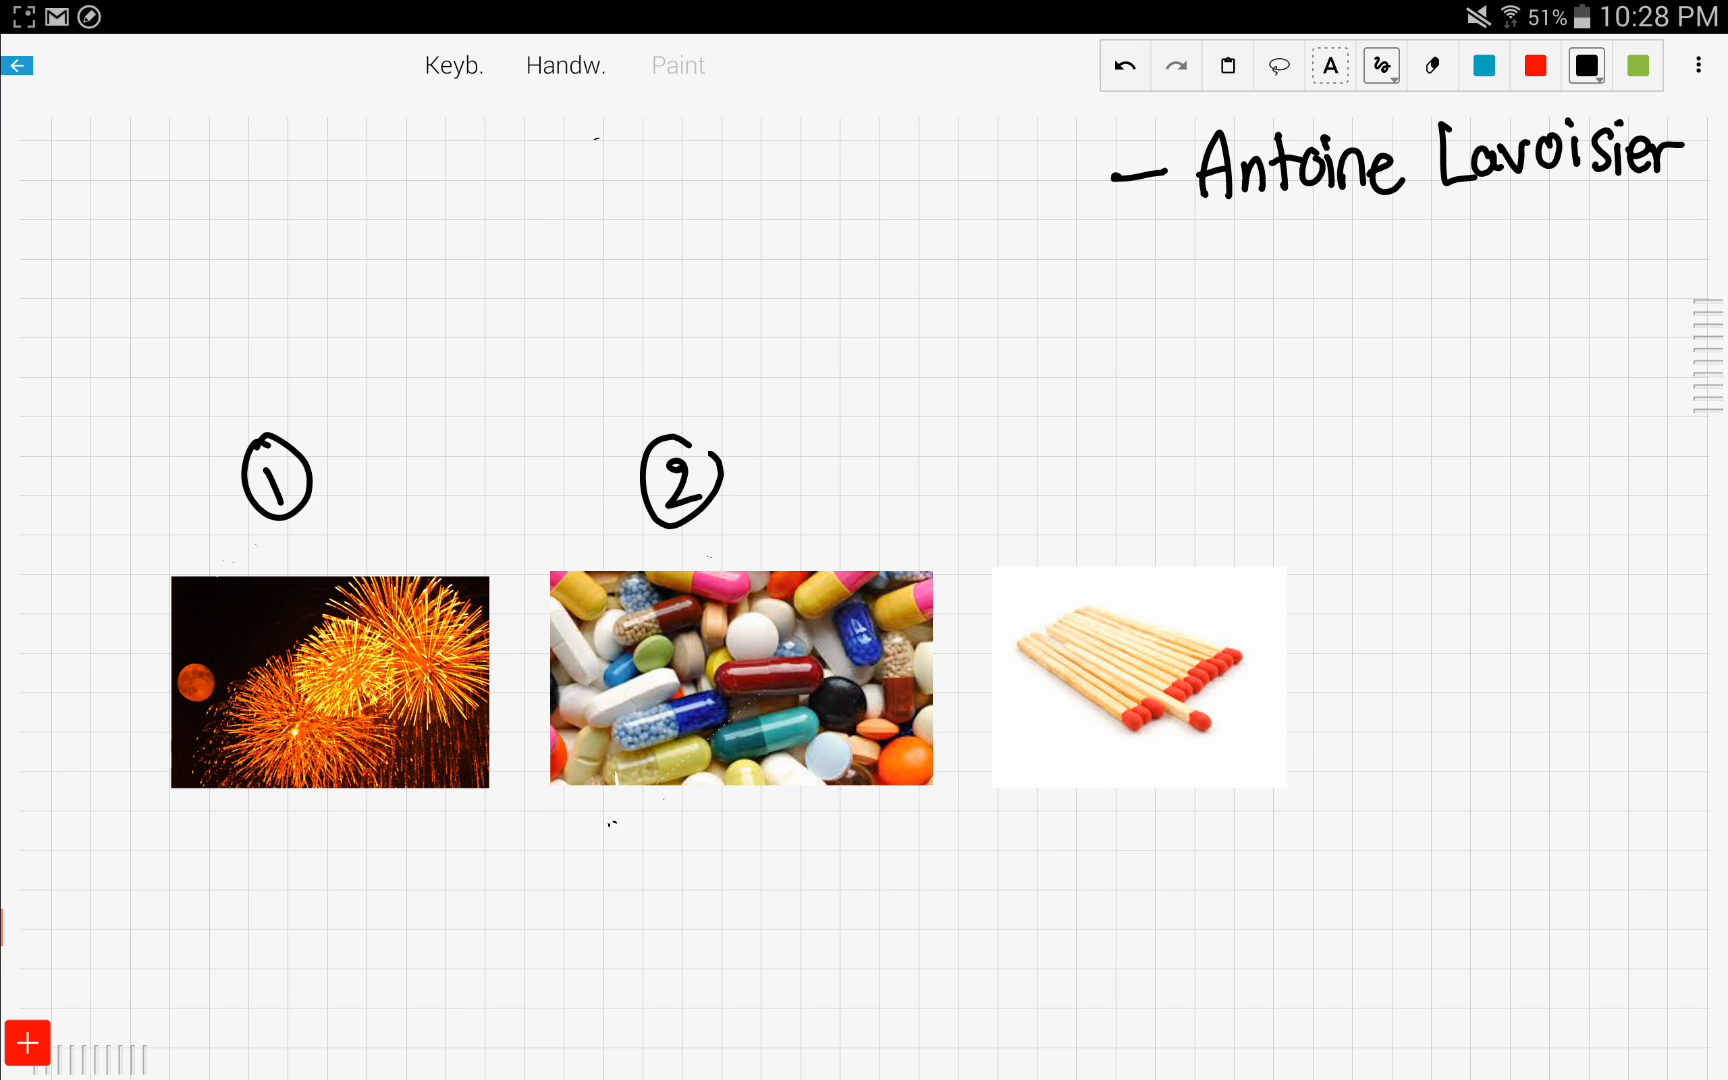 51% 10:28 PM
Keyb. Handw. Paint A
– Antoine Lavoisier
1 2